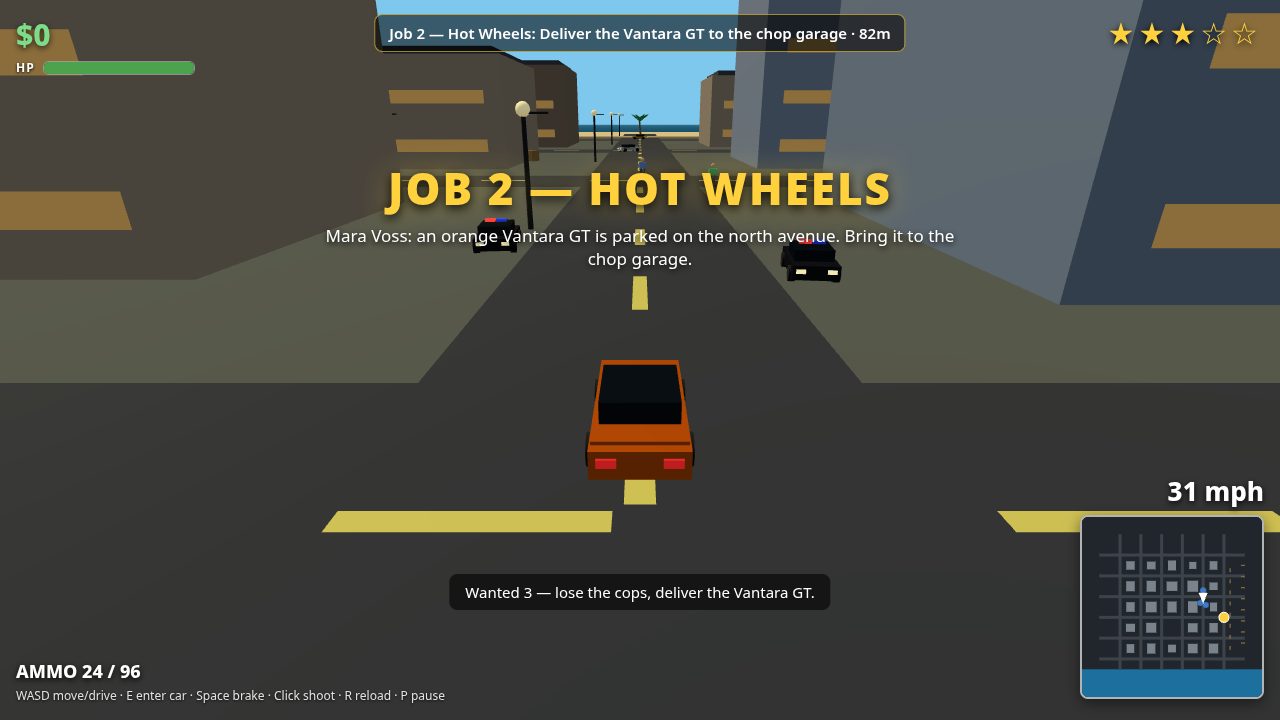 $0
HP
Job 2 — Hot Wheels: Deliver the Vantara GT to the chop garage · 82m
★★★☆☆
JOB 2 — HOT WHEELS
Mara Voss: an orange Vantara GT is parked on the north avenue. Bring it to the
chop garage.
31 mph
Wanted 3 — lose the cops, deliver the Vantara GT.
AMMO 24 / 96
WASD move/drive · E enter car · Space brake · Click shoot · R reload · P pause